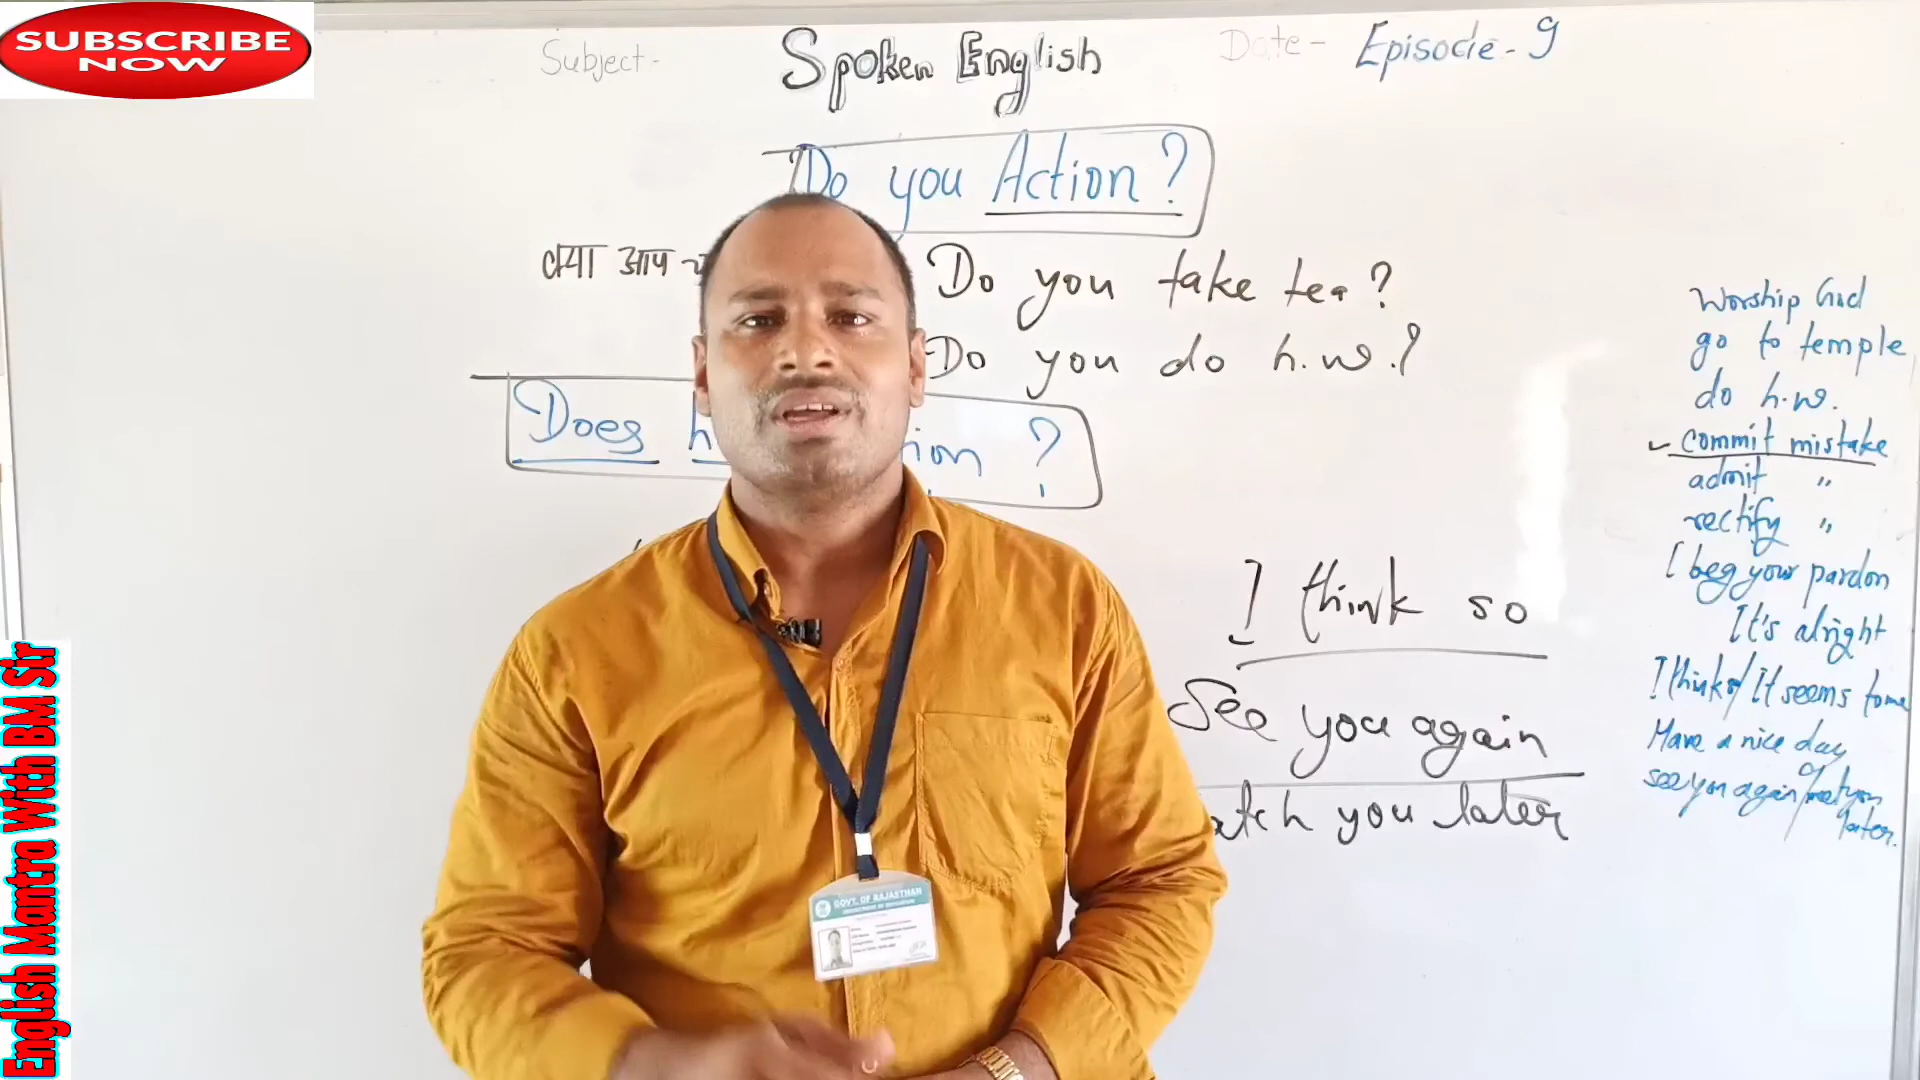 SUBSCRIBE
NOW
Subject-
Spoken English
Date-
Episode-9
Do you Action?
क्या आप
Do you take tea?
Do you do h.w.?
Does h
ion ?
I think so
See you again
atch you later
Worship God
go to temple
do h.w.
commit mistake
admit "
rectify "
I beg your pardon
It's alright
I think so/It seems to me
Have a nice day
see you again/
later.
English Mantra With BM Sir
GOVT. OF RAJASTHAN